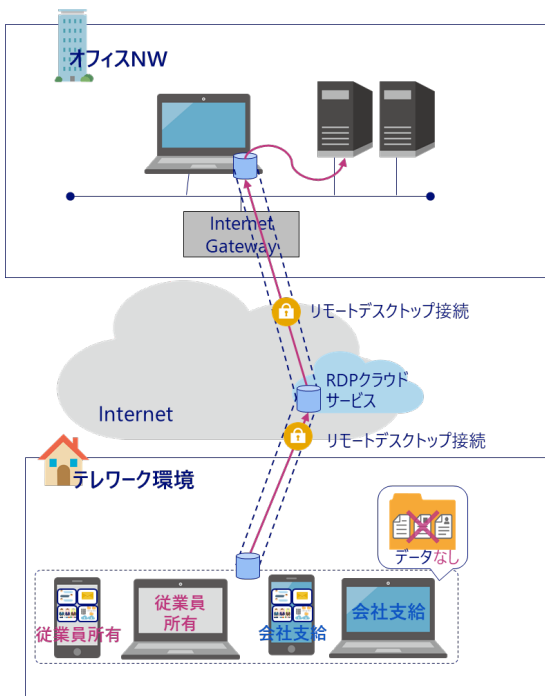 オフィスNW
Internet
Gateway
リモートデスクトップ接続
RDPクラウド
サービス
Internet
リモートデスクトップ接続
テレワーク環境
データなし
従業員所有
従業員
所有
会社支給
会社支給